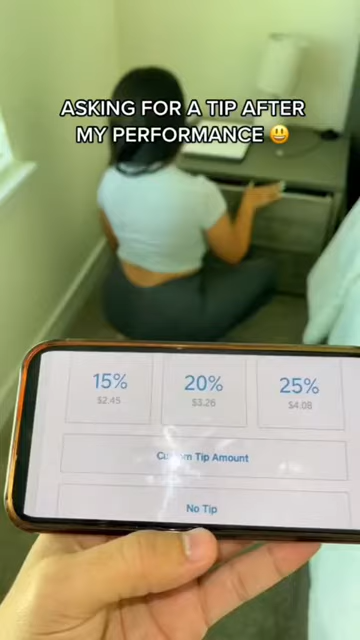 ASKING FOR A TIP AFTER
MY PERFORMANCE 😃
15% 20% 25%
$2.45 $3.26 $4.08
Custom Tip Amount
No Tip